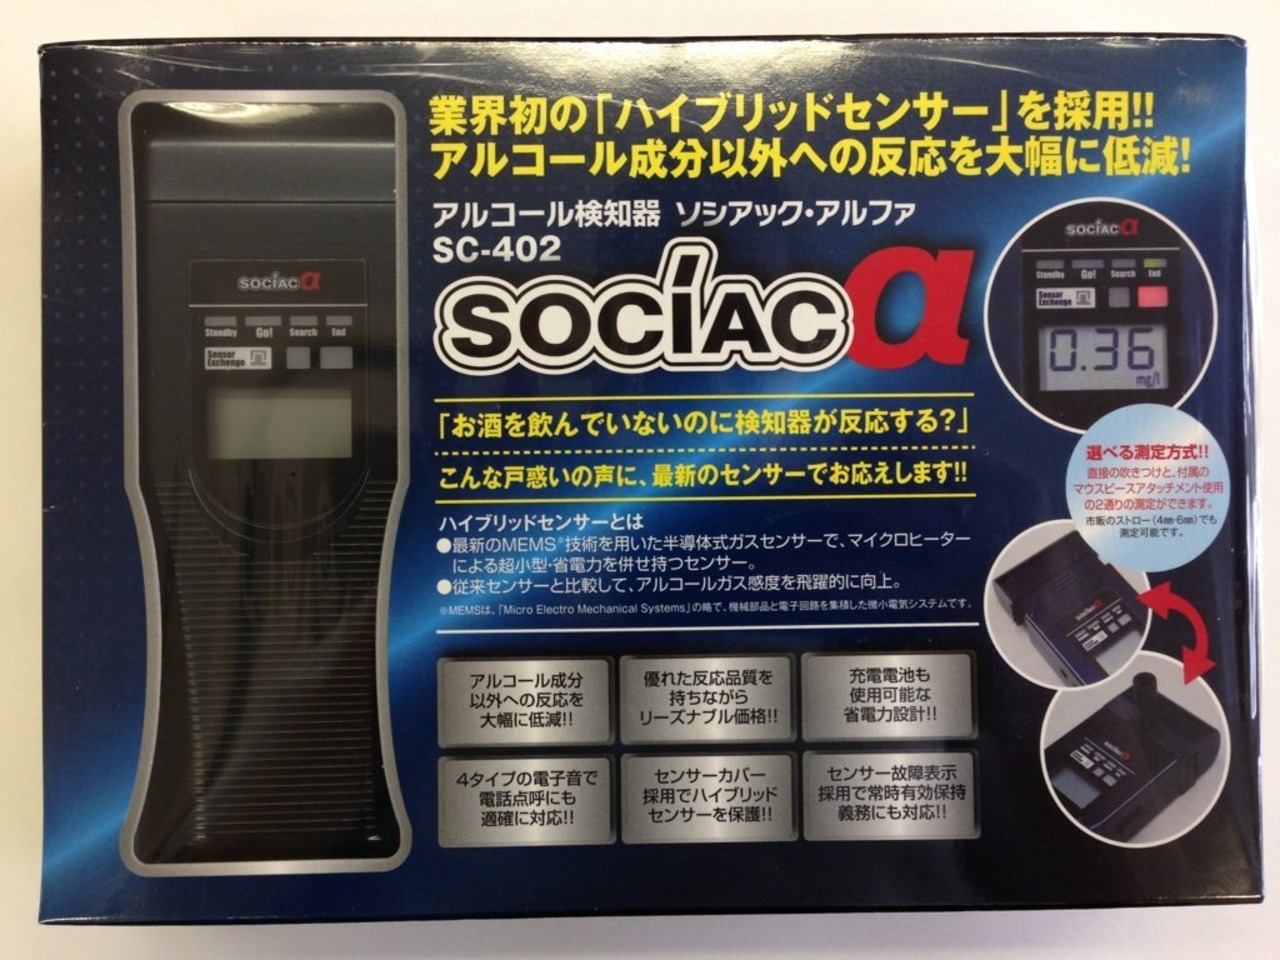 業界初の「ハイブリッドセンサー」を採用!!
アルコール成分以外への反応を大幅に低減!
アルコール検知器 ソシアック・アルファ
SC-402
SOCiAC α
「お酒を飲んでいないのに検知器が反応する?」
こんな戸惑いの声に、最新のセンサーでお応えします!!
ハイブリッドセンサーとは
●最新のMEMS※技術を用いた半導体式ガスセンサーで、マイクロヒーター
による超小型・省電力を併せ持つセンサー。
●従来センサーと比較して、アルコールガス感度を飛躍的に向上。
※MEMSは、「Micro Electro Mechanical Systems」の略で、機械部品と電子回路を集積した微小電気システムです。
アルコール成分
以外への反応を
大幅に低減!!
優れた反応品質を
持ちながら
リーズナブル価格!!
充電電池も
使用可能な
省電力設計!!
4タイプの電子音で
電話点呼にも
適確に対応!!
センサーカバー
採用でハイブリッド
センサーを保護!!
センサー故障表示
採用で常時有効保持
義務にも対応!!
SOCiAC α
Standby Go! Search End
Sensor
Exchange
SOCiAC α
Standby Go! Search End
Sensor
Exchange
0.36
mg/l
選べる測定方式!!
直接の吹きつけと、付属の
マウスピースアタッチメント使用
の2通りの測定ができます。
市販のストロー(4mm-6mm)でも
測定可能です。
SOCiAC α
SOCiAC α